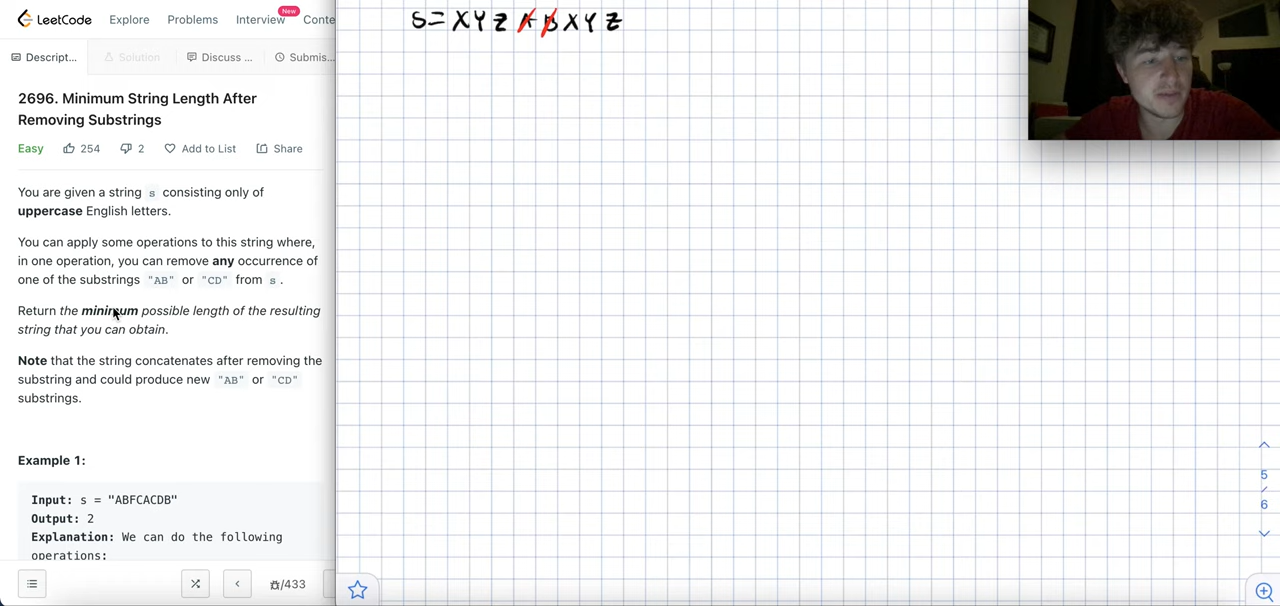 LeetCode Explore Problems Interview New Conte
Descript... Solution Discuss ... Submis...
2696. Minimum String Length After
Removing Substrings
Easy 254 2 Add to List Share
You are given a string s consisting only of
uppercase English letters.
You can apply some operations to this string where,
in one operation, you can remove any occurrence of
one of the substrings "AB" or "CD" from s .
Return the minimum possible length of the resulting
string that you can obtain.
Note that the string concatenates after removing the
substring and could produce new "AB" or "CD"
substrings.
Example 1:
Input: s = "ABFCACDB"
Output: 2
Explanation: We can do the following
operations:
/433
S= XYZ AB XYZ
5
6